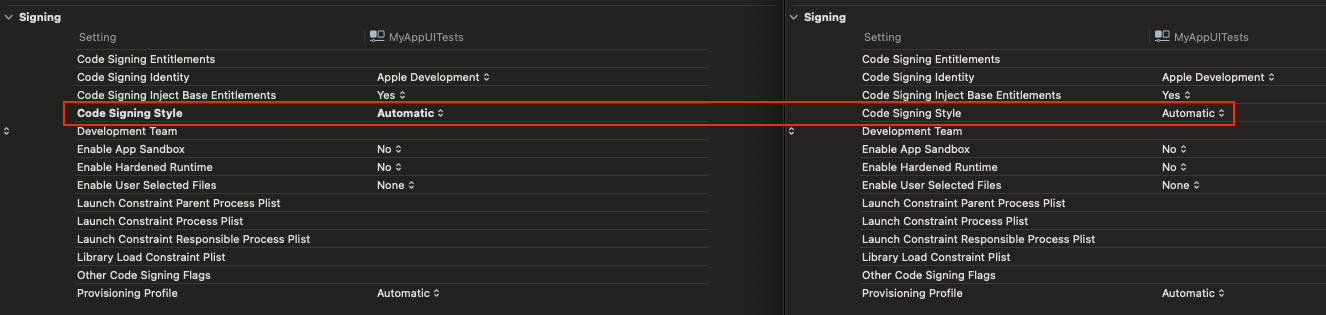 Signing
Setting MyAppUITests
Code Signing Entitlements
Code Signing Identity Apple Development
Code Signing Inject Base Entitlements Yes
Code Signing Style Automatic
Development Team
Enable App Sandbox No
Enable Hardened Runtime No
Enable User Selected Files None
Launch Constraint Parent Process Plist
Launch Constraint Process Plist
Launch Constraint Responsible Process Plist
Library Load Constraint Plist
Other Code Signing Flags
Provisioning Profile Automatic
Signing
Setting MyAppUITests
Code Signing Entitlements
Code Signing Identity Apple Development
Code Signing Inject Base Entitlements Yes
Code Signing Style Automatic
Development Team
Enable App Sandbox No
Enable Hardened Runtime No
Enable User Selected Files None
Launch Constraint Parent Process Plist
Launch Constraint Process Plist
Launch Constraint Responsible Process Plist
Library Load Constraint Plist
Other Code Signing Flags
Provisioning Profile Automatic